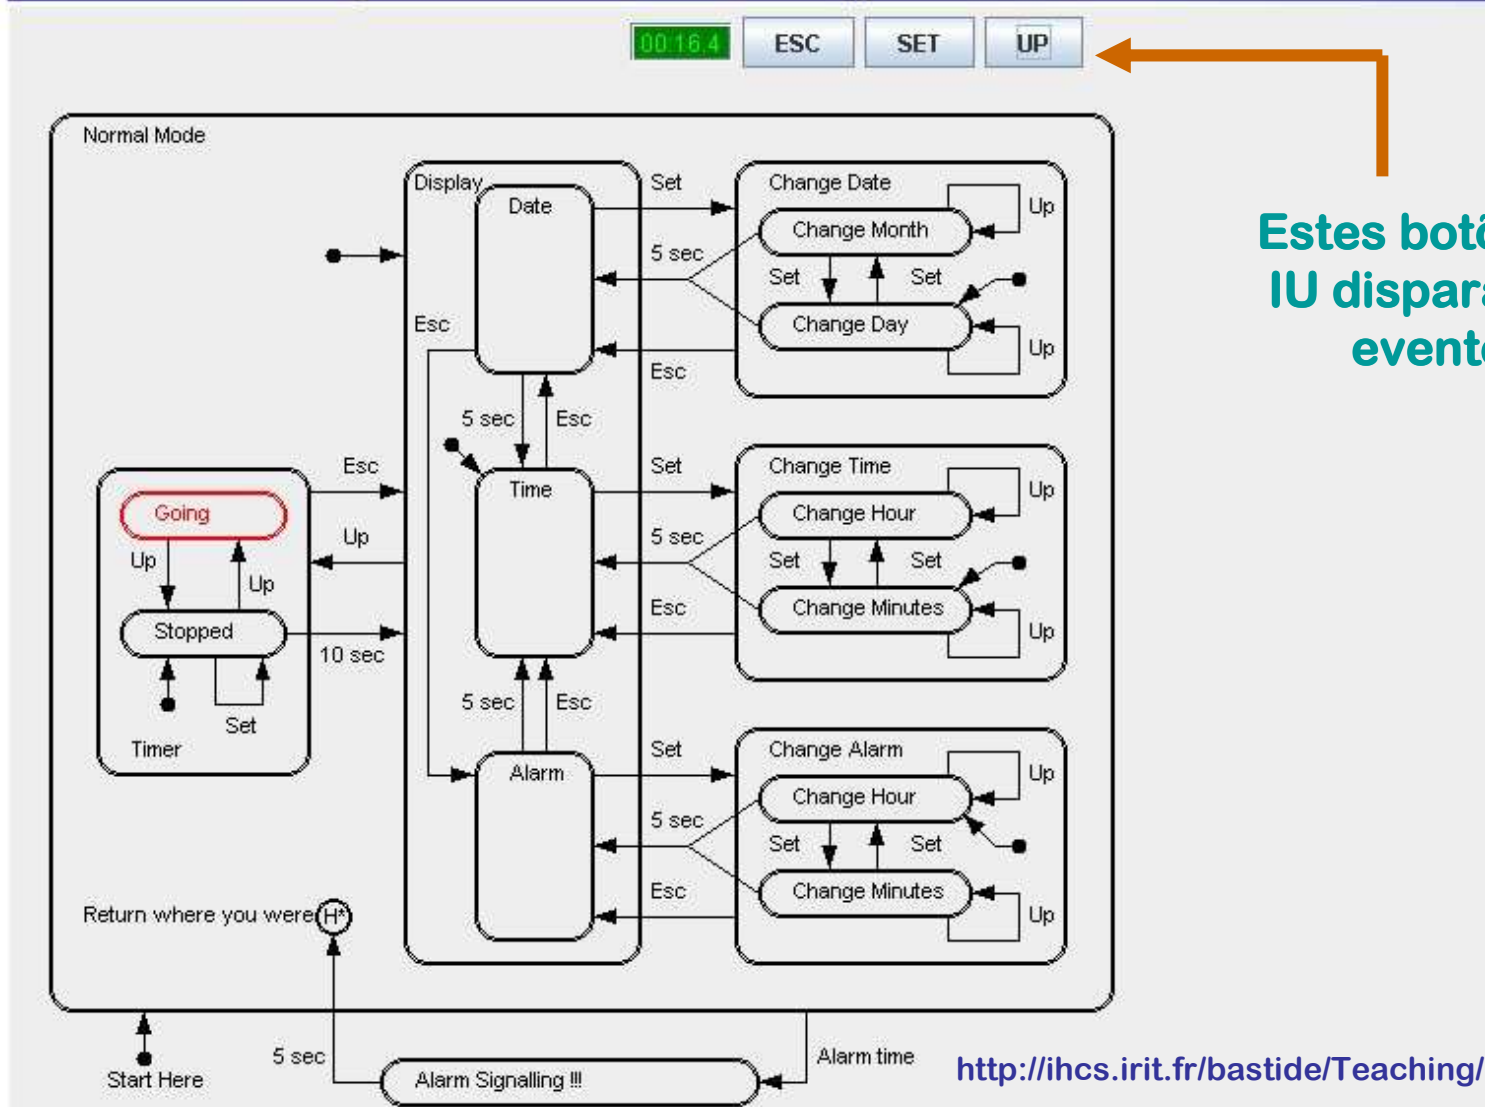 00:16,4 ESC SET UP
Normal Mode
Display
Date
Set
Change Date
Change Month
Up
5 sec
Set
Set
Change Day
Up
Esc
Esc
5 sec
Esc
Estes
IU
Time
Set
Change Time
Change Hour
Up
5 sec
Set
Set
Change Minutes
Up
Esc
Esc
Up
Going
Up
Up
Stopped
10 sec
Set
Timer
5 sec
Esc
Alarm
Set
Change Alarm
Change Hour
Up
5 sec
Set
Set
Change Minutes
Up
Esc
Return where you were H*
Start Here
5 sec
Alarm Signalling !!!
Alarm time
http://ihcs.irit.fr/bastide/Teaching/